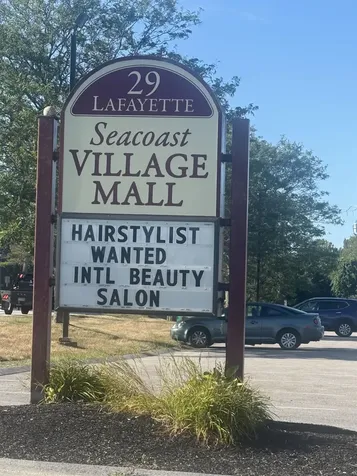 29
LAFAYETTE
Seacoast
VILLAGE
MALL
HAIRSTYLIST
WANTED
INTL BEAUTY
SALON